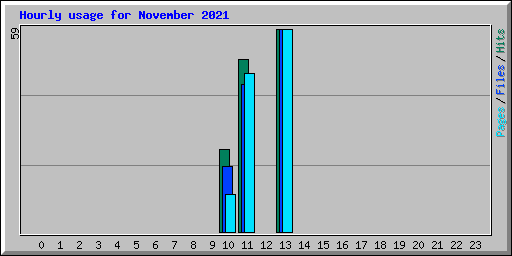 Hourly usage for November 2021
59
Pages/Files/Hits
0 1 2 3 4 5 6 7 8 9 10 11 12 13 14 15 16 17 18 19 20 21 22 23